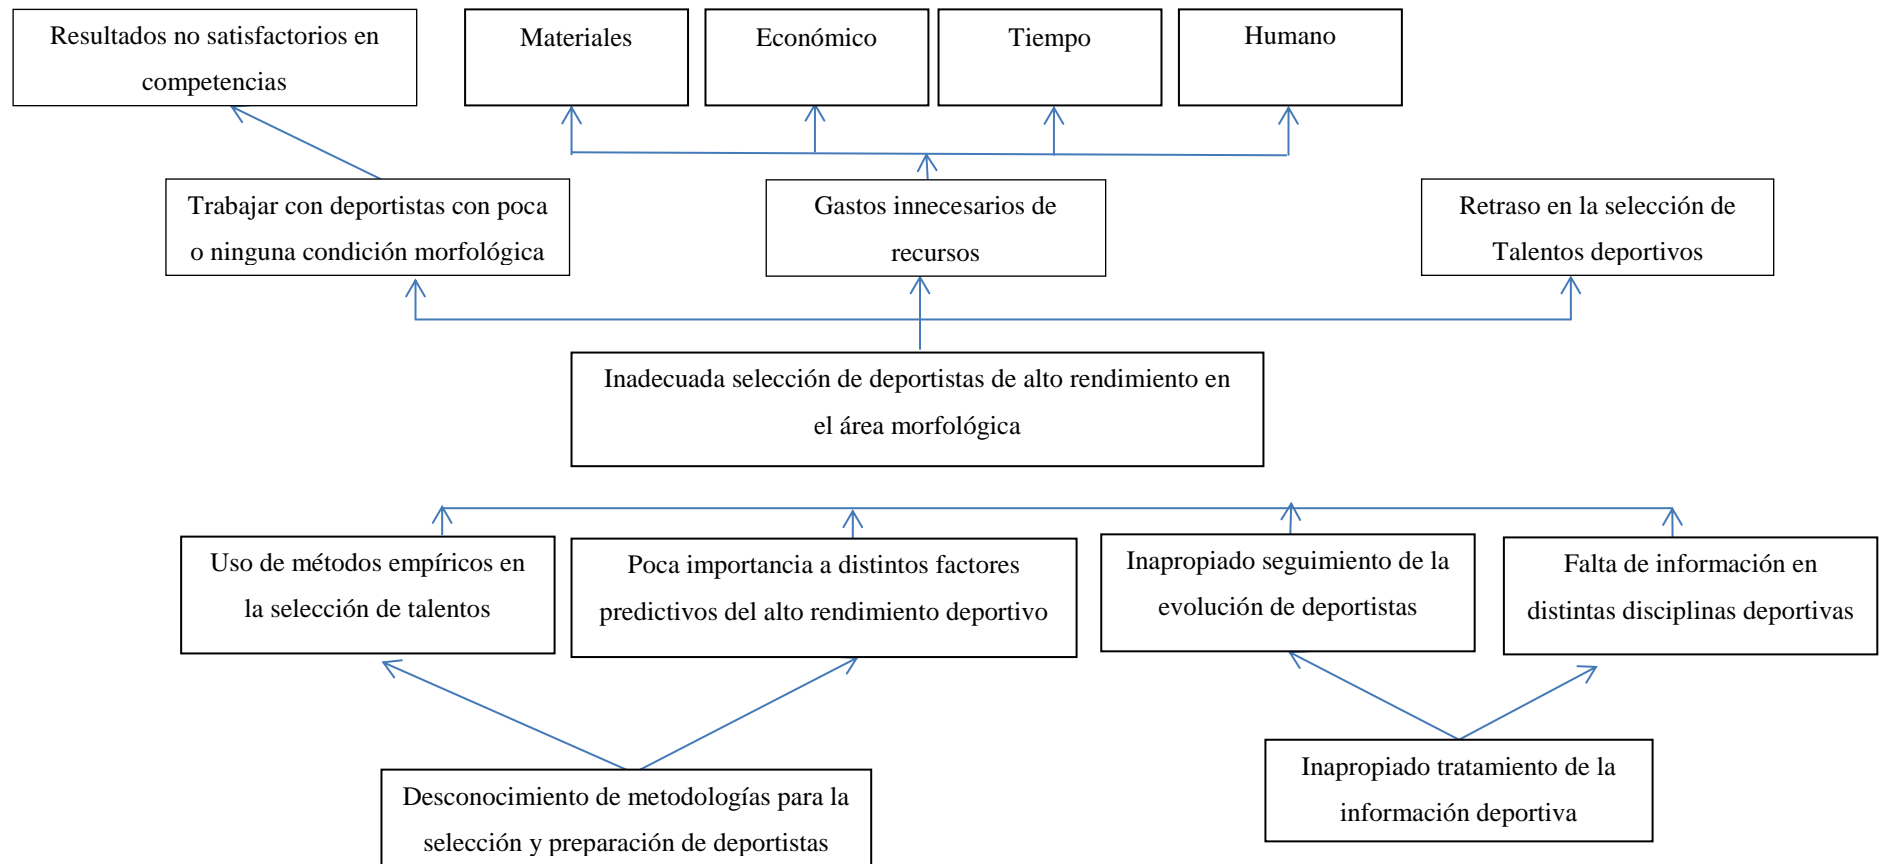 Resultados no satisfactorios en
competencias
Materiales
Económico
Tiempo
Humano
Trabajar con deportistas con poca
o ninguna condición morfológica
Gastos innecesarios de
recursos
Retraso en la selección de
Talentos deportivos
Inadecuada selección de deportistas de alto rendimiento en
el área morfológica
Uso de métodos empíricos en
la selección de talentos
Poca importancia a distintos factores
predictivos del alto rendimiento deportivo
Inapropiado seguimiento de la
evolución de deportistas
Falta de información en
distintas disciplinas deportivas
Desconocimiento de metodologías para la
selección y preparación de deportistas
Inapropiado tratamiento de la
información deportiva